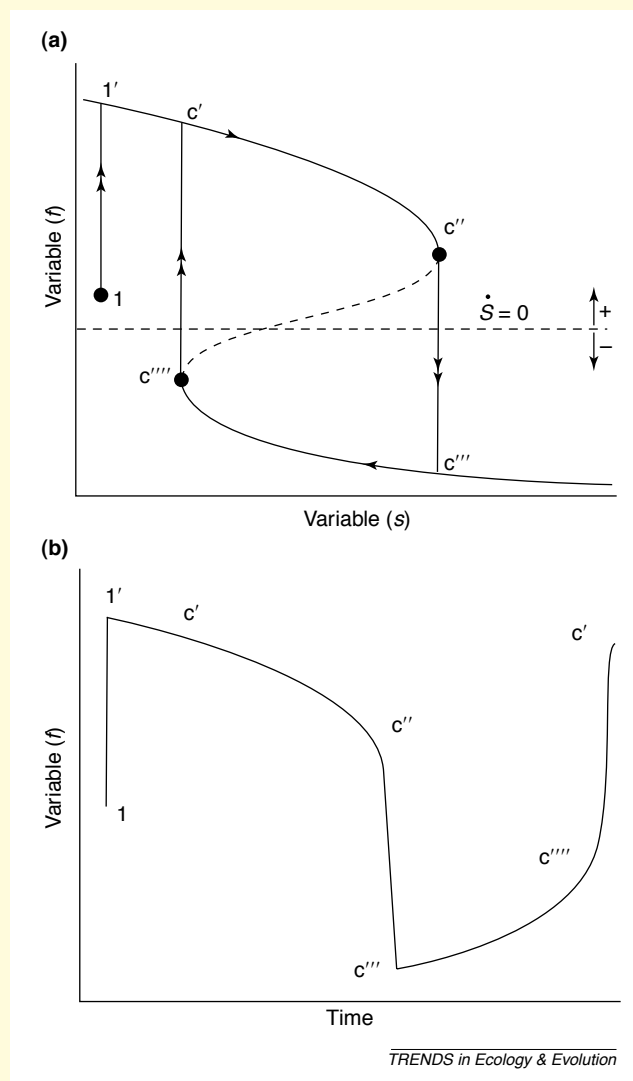 (a)
1′
c′
c″
Variable (f)
1
Ṡ = 0
+
−
c″″
c‴
Variable (s)
(b)
1′
c′
c′
c″
Variable (f)
1
c″″
c‴
Time
TRENDS in Ecology & Evolution